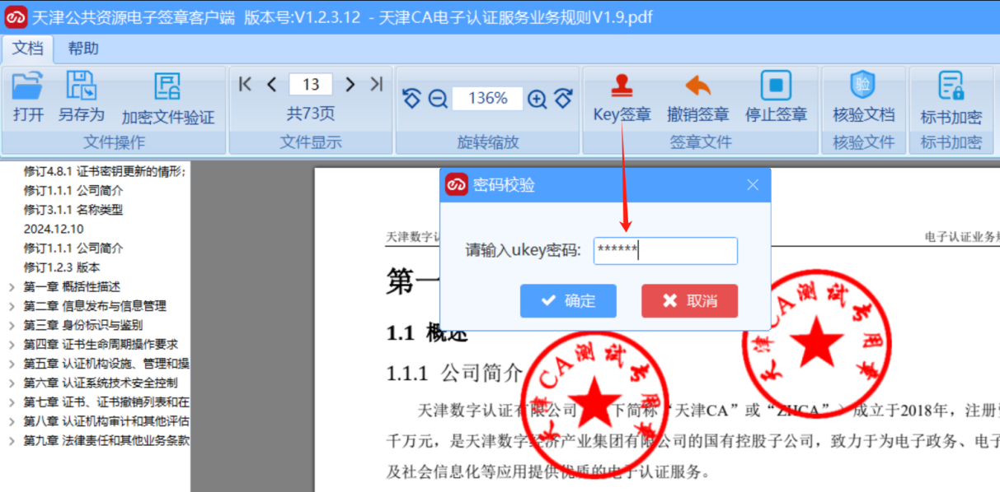 天津公共资源电子签章客户端 版本号:V1.2.3.12 - 天津CA电子认证服务业务规则V1.9.pdf
文档 帮助
打开 另存为 加密文件验证
文件操作
13
共73页
文件显示
136%
旋转缩放
Key签章 撤销签章 停止签章
签章文件
验
核验文档
核验文件
标书加密
标书加密
修订4.8.1 证书密钥更新的情形;
修订1.1.1 公司简介
修订3.1.1 名称类型
2024.12.10
修订1.1.1 公司简介
修订1.2.3 版本
第一章 概括性描述
第二章 信息发布与信息管理
第三章 身份标识与鉴别
第四章 证书生命周期操作要求
第五章 认证机构设施、管理和操
第六章 认证系统技术安全控制
第七章 证书、证书撤销列表和在
第八章 认证机构审计和其他评估
第九章 法律责任和其他业务条款
密码校验
请输入ukey密码: ******
确定 取消
天津数字认 电子认证业务规
第一
1.1 概述
1.1.1 公司简介
天津数字认证有限公司 下简称“天津CA”或“ZHCA”）成立于2018年，注册资
千万元，是天津数字经济产业集团有限公司的国有控股子公司，致力于为电子政务、电子
及社会信息化等应用提供优质的电子认证服务。
天津CA测试专用章
天津CA测试专用章